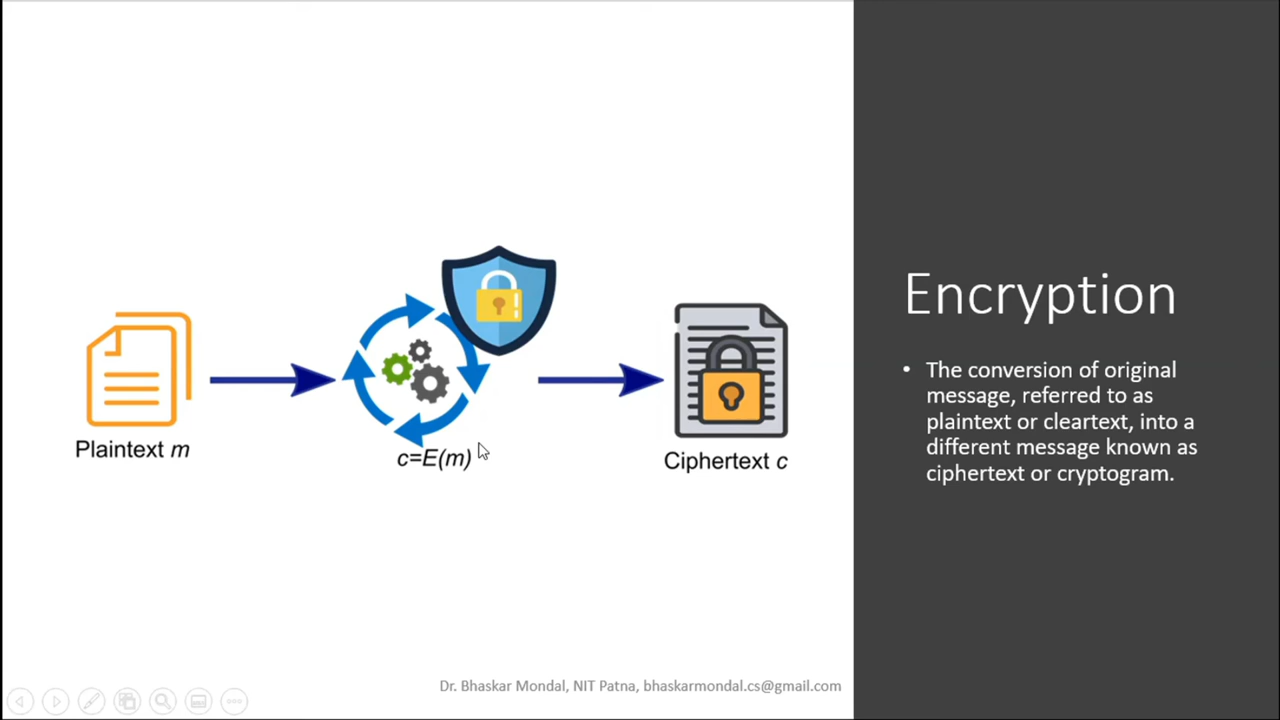 Plaintext m
c=E(m)
Ciphertext c
Encryption
• The conversion of original
message, referred to as
plaintext or cleartext, into a
different message known as
ciphertext or cryptogram.
Dr. Bhaskar Mondal, NIT Patna, bhaskarmondal.cs@gmail.com